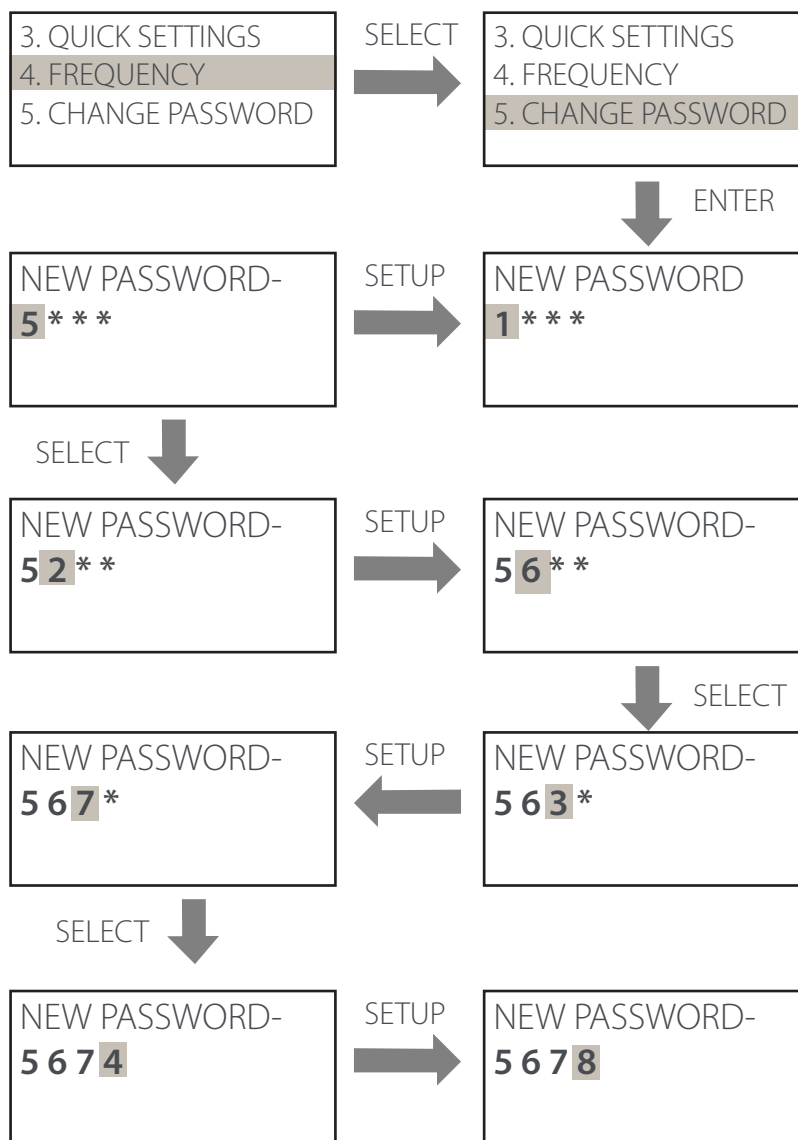 3. QUICK SETTINGS
4. FREQUENCY
5. CHANGE PASSWORD
SELECT
3. QUICK SETTINGS
4. FREQUENCY
5. CHANGE PASSWORD
ENTER
NEW PASSWORD-
5 * * *
SETUP
NEW PASSWORD
1 * * *
SELECT
NEW PASSWORD-
5 2 * *
SETUP
NEW PASSWORD-
5 6 * *
SELECT
NEW PASSWORD-
5 6 7 *
SETUP
NEW PASSWORD-
5 6 3 *
SELECT
NEW PASSWORD-
5 6 7 4
SETUP
NEW PASSWORD-
5 6 7 8